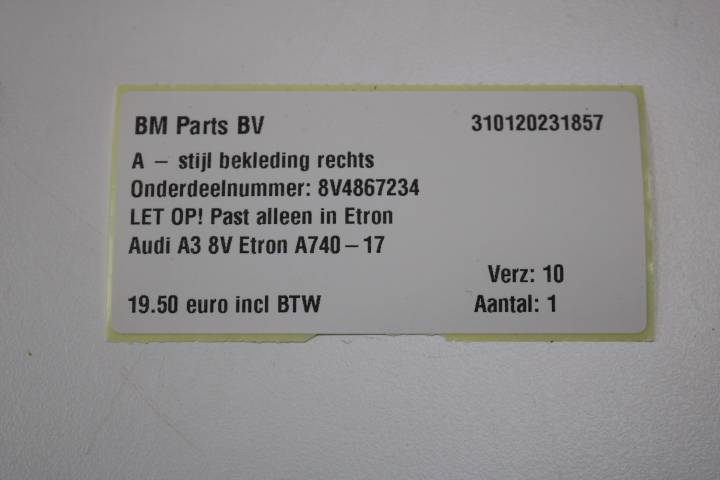 BM Parts BV 310120231857
A – stijl bekleding rechts
Onderdeelnummer: 8V4867234
LET OP! Past alleen in Etron
Audi A3 8V Etron A740 – 17
Verz: 10
19.50 euro incl BTW Aantal: 1